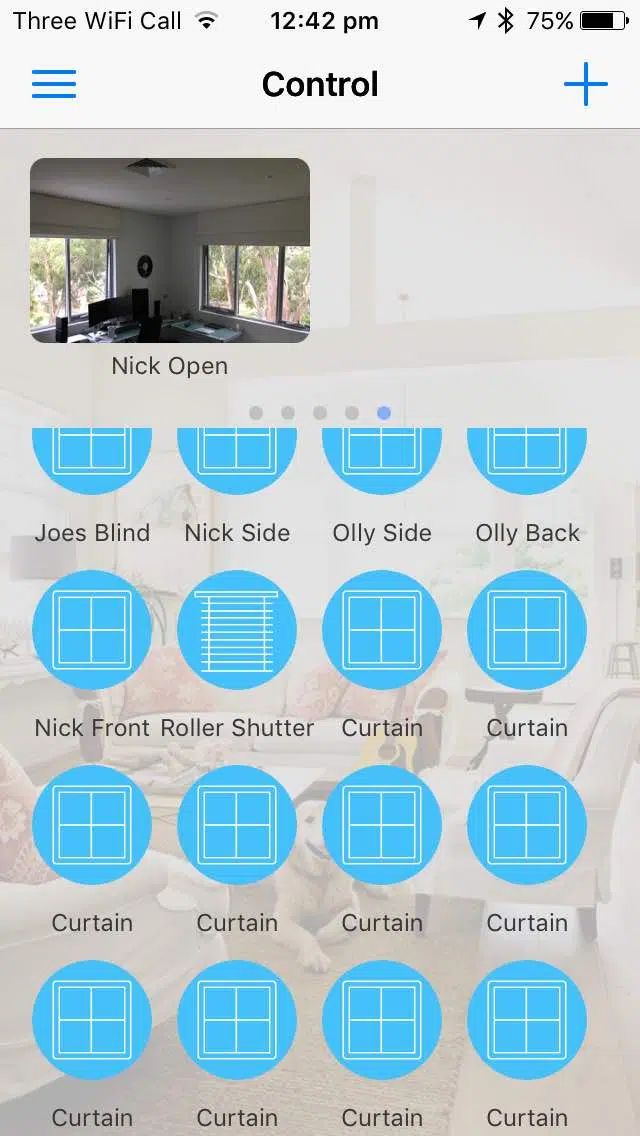 Three WiFi Call 12:42 pm 75%
Control
Nick Open
Joes Blind Nick Side Olly Side Olly Back
Nick Front Roller Shutter Curtain Curtain
Curtain Curtain Curtain Curtain
Curtain Curtain Curtain Curtain